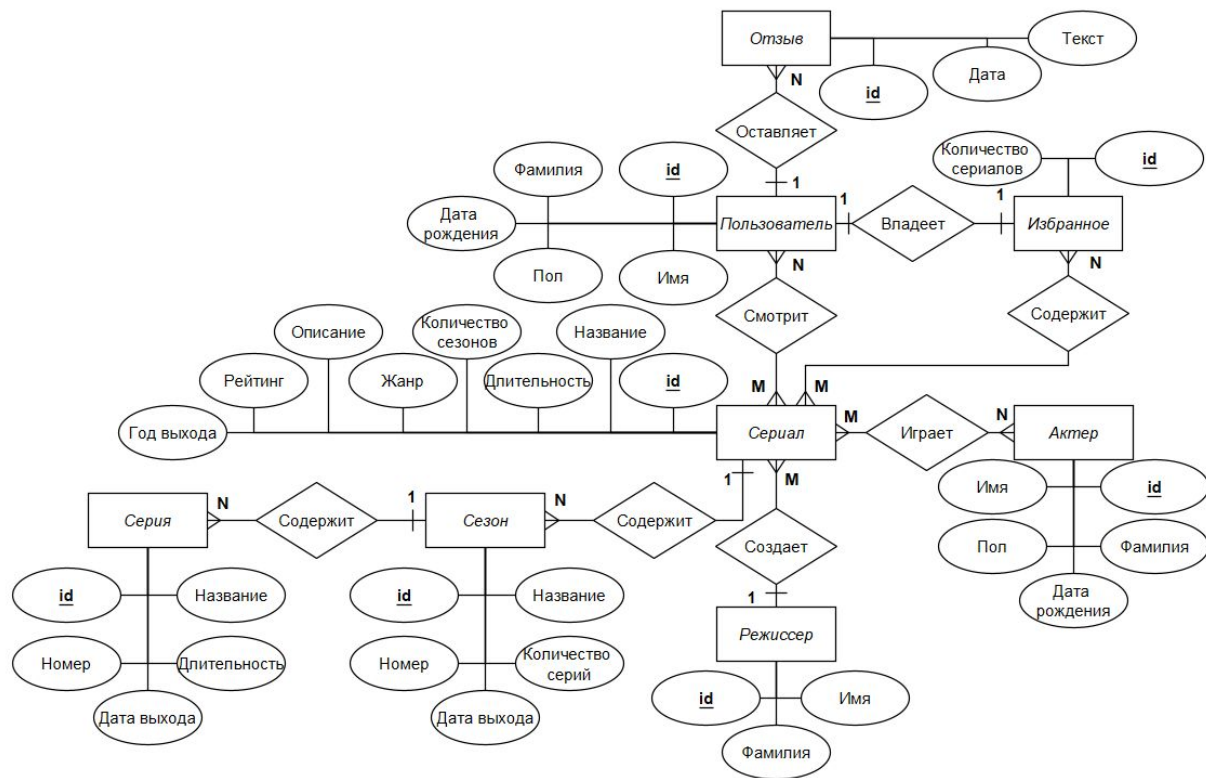 Отзыв
Текст
Дата
id
N
Оставляет
1
Фамилия
id
Количество
сериалов
id
Дата
рождения
Пользователь
1
Владеет
1
Избранное
Пол
Имя
N
N
Смотрит
Содержит
Описание
Количество
сезонов
Название
Рейтинг
Жанр
Длительность
id
M
M
Год выхода
Сериал
M
Играет
N
Актер
1
M
Имя
id
Серия
N
Содержит
1
Сезон
N
Содержит
Создает
Пол
Фамилия
Дата
рождения
id
Название
id
Название
1
Режиссер
Номер
Длительность
Номер
Количество
серий
Дата выхода
Дата выхода
id
Имя
Фамилия